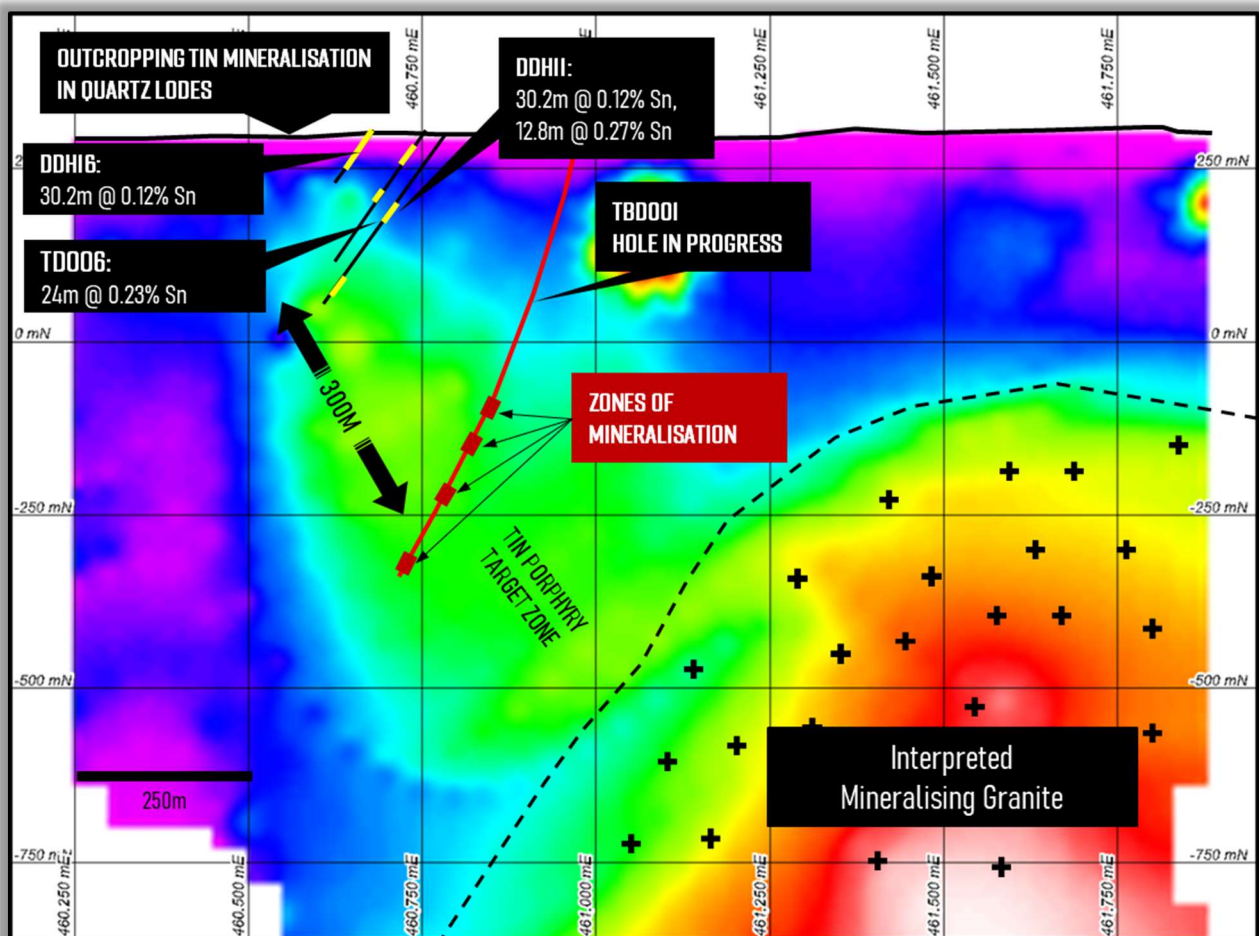 460.750 mE
461.250 mE
461.500 mE
461.750 mE
OUTCROPPING TIN MINERALISATION
IN QUARTZ LODES
DDH11:
30.2m @ 0.12% Sn,
12.8m @ 0.27% Sn
250 mN
DDH16:
30.2m @ 0.12% Sn
TBD001
HOLE IN PROGRESS
TD006:
24m @ 0.23% Sn
0 mN
0 mN
300M
ZONES OF
MINERALISATION
-250 mN
-250 mN
TIN PORPHYRY
TARGET ZONE
-500 mN
-500 mN
Interpreted
Mineralising Granite
250m
-750 mN
460.250 mE
460.500 mE
460.750 mE
461.000 mE
461.250 mE
461.500 mE
461.750 mE